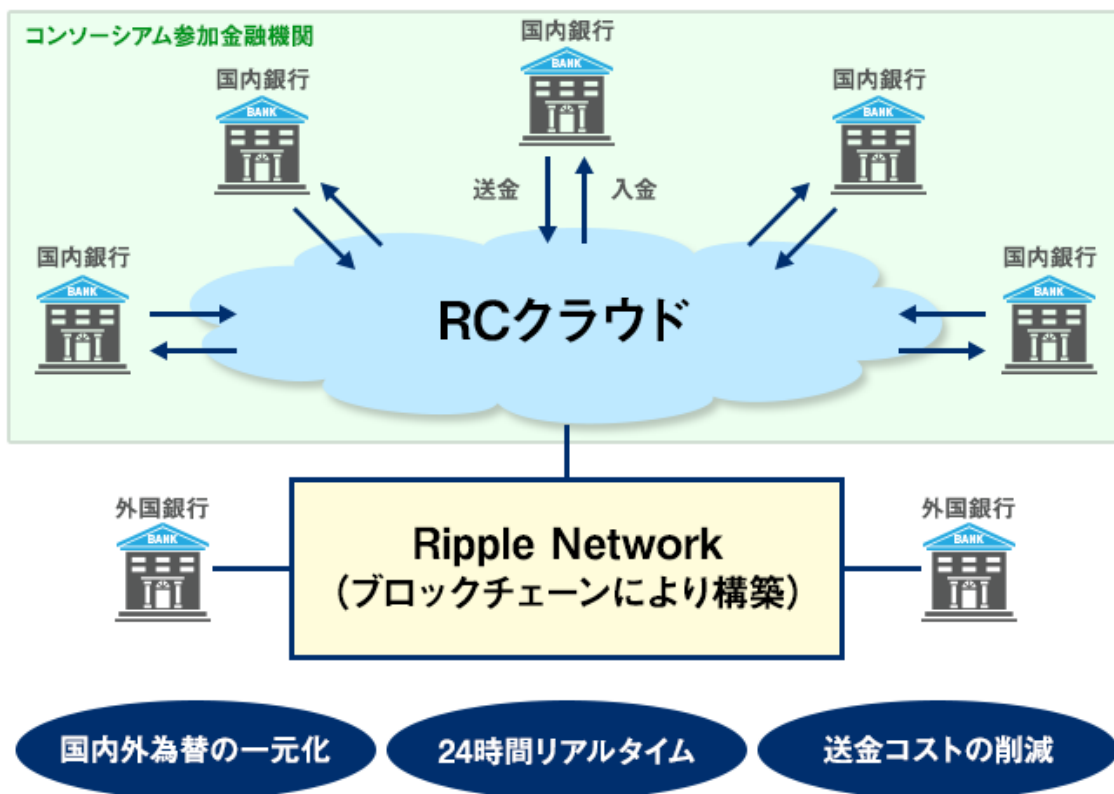 コンソーシアム参加金融機関
国内銀行
BANK
国内銀行
BANK
国内銀行
BANK
送金
入金
国内銀行
BANK
国内銀行
BANK
RCクラウド
外国銀行
BANK
外国銀行
BANK
Ripple Network
(ブロックチェーンにより構築)
国内外為替の一元化
24時間リアルタイム
送金コストの削減